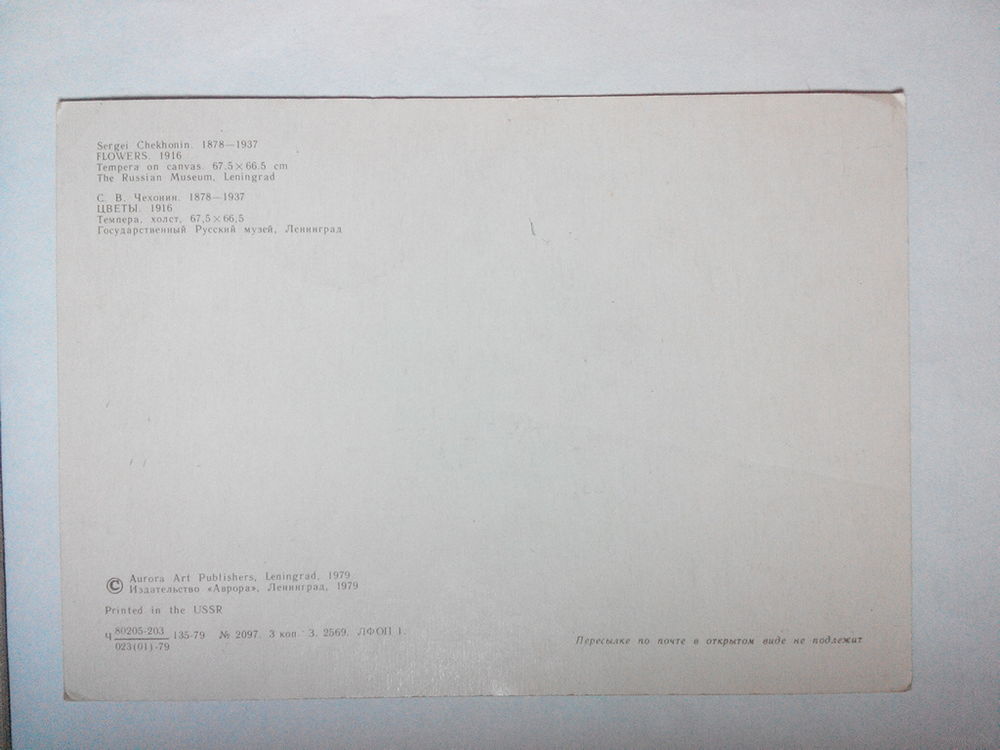 Sergei Chekhonin. 1878—1937
FLOWERS. 1916
Tempera on canvas. 67.5×66.5 cm
The Russian Museum, Leningrad
С. В. Чехонин. 1878—1937
ЦВЕТЫ. 1916
Темпера, холст, 67,5×66,5
Государственный Русский музей, Ленинград
© Aurora Art Publishers, Leningrad, 1979
Издательство «Аврора», Ленинград, 1979
Printed in the USSR
Ч 80205-203 135-79 № 2097. 3 коп. З. 2569. ЛФОП 1.
023(01)-79
Пересылке по почте в открытом виде не подлежит